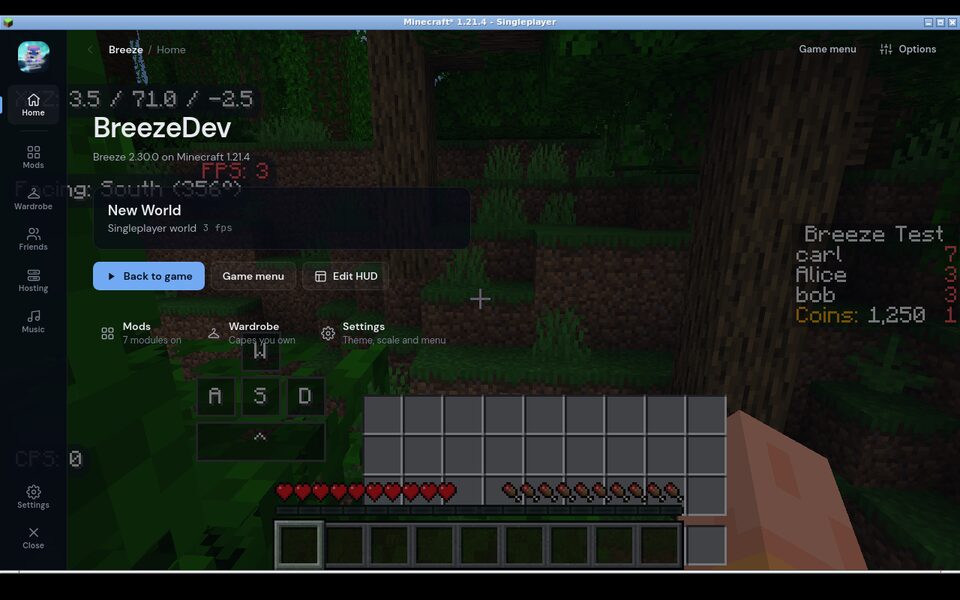 Minecraft* 1.21.4 - Singleplayer
Breeze / Home
Game menu
Options
3.5 / 71.0 / -2.5
Home
BreezeDev
Breeze 2.30.0 on Minecraft 1.21.4
FPS: 3
Mods
Facing: South (356°)
Wardrobe
New World
Singleplayer world 3 fps
Friends
Breeze Test
carl 7
Alice 3
bob 3
Coins: 1,250 1
Back to game
Game menu
Edit HUD
Hosting
Music
Mods
7 modules on
Wardrobe
Capes you own
Settings
Theme, scale and menu
W
A S D
^
CPS: 0
Settings
Close